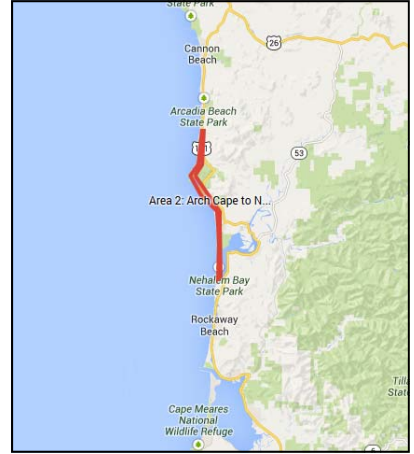 State Park
Cannon
Beach
26
Arcadia Beach
State Park
53
Area 2: Arch Cape to N...
Nehalem Bay
State Park
Rockaway
Beach
Cape Meares
National
Wildlife Refuge